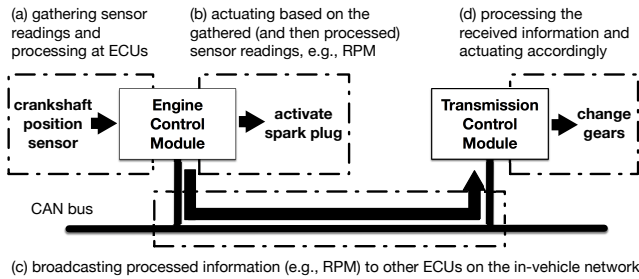 (a) gathering sensor
readings and
processing at ECUs
(b) actuating based on the
gathered (and then processed)
sensor readings, e.g., RPM
(d) processing the
received information and
actuating accordingly
crankshaft
position
sensor
Engine
Control
Module
activate
spark plug
Transmission
Control
Module
change
gears
CAN bus
(c) broadcasting processed information (e.g., RPM) to other ECUs on the in-vehicle network